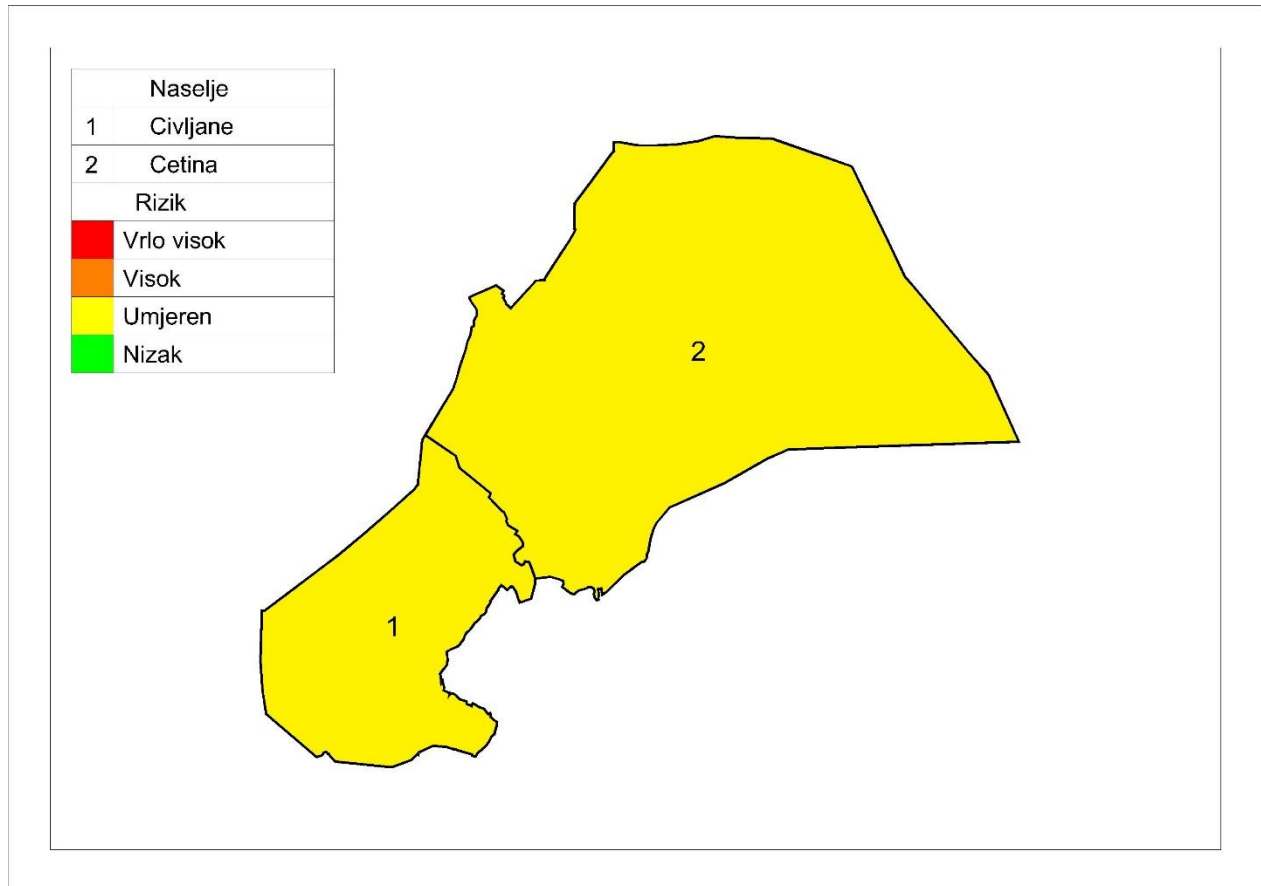 Naselje
1 Civljane
2 Cetina
Rizik
Vrlo visok
Visok
Umjeren
Nizak
2
1